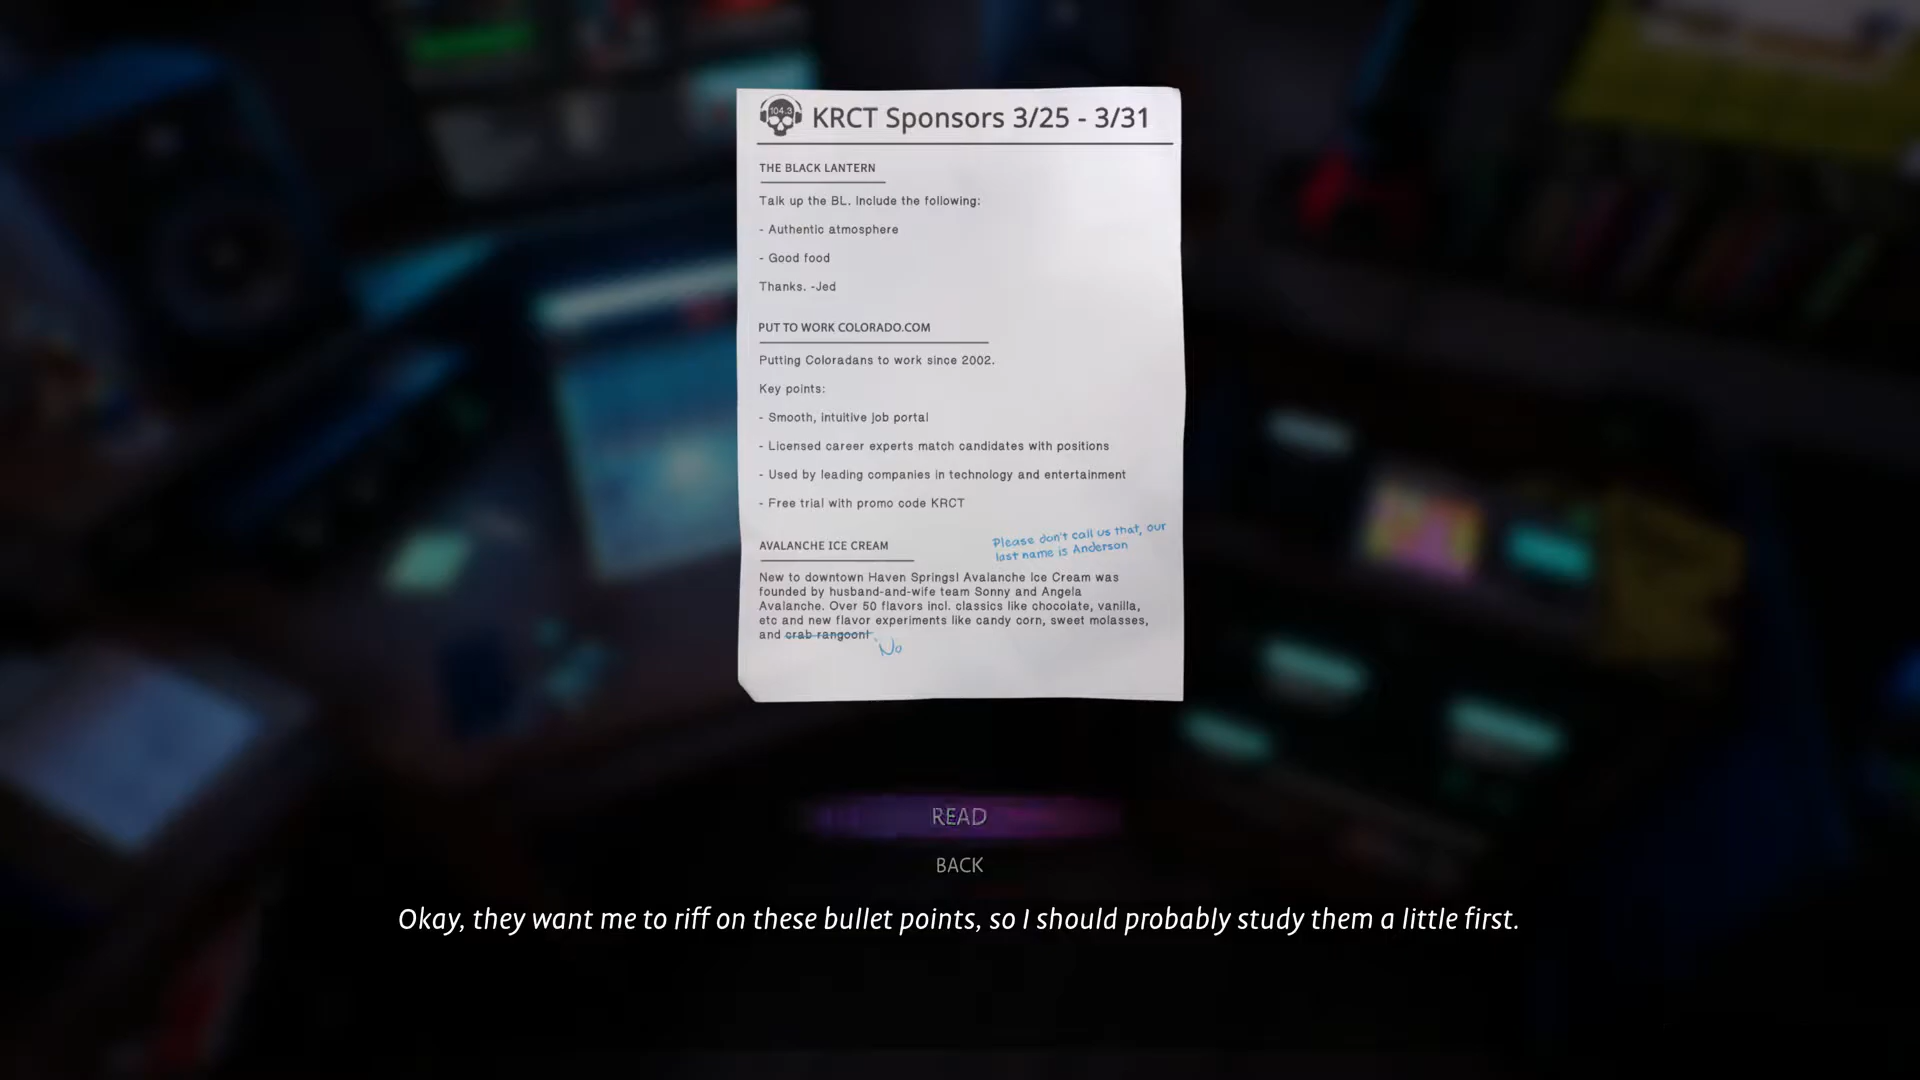 104.3
KRCT Sponsors 3/25 - 3/31
THE BLACK LANTERN
Talk up the BL. Include the following:
- Authentic atmosphere
- Good food
Thanks. -Jed
PUT TO WORK COLORADO.COM
Putting Coloradans to work since 2002.
Key points:
- Smooth, intuitive job portal
- Licensed career experts match candidates with positions
- Used by leading companies in technology and entertainment
- Free trial with promo code KRCT
Please don't call us that, our
last name is Anderson
AVALANCHE ICE CREAM
New to downtown Haven Springs! Avalanche Ice Cream was
founded by husband-and-wife team Sonny and Angela
Avalanche. Over 50 flavors incl. classics like chocolate, vanilla,
etc and new flavor experiments like candy corn, sweet molasses,
and crab rangoon!
No
READ
BACK
Okay, they want me to riff on these bullet points, so I should probably study them a little first.